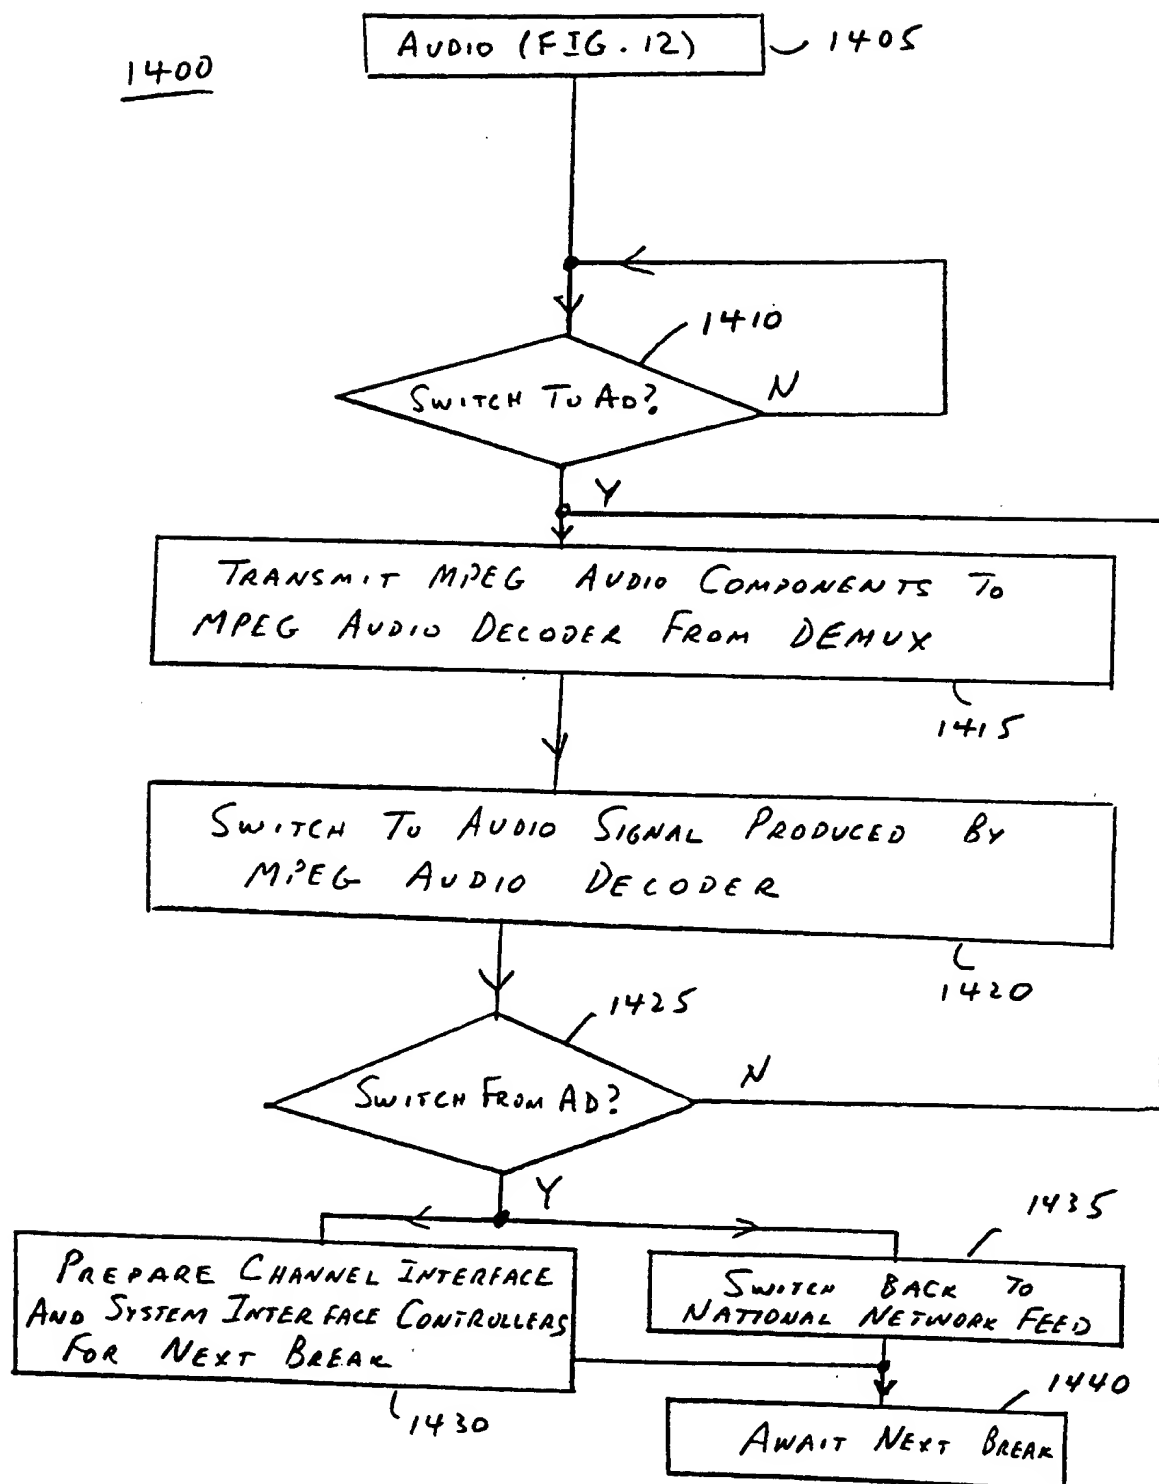 1400
AUDIO (FIG. 12)
1405
1410
SWITCH TO AD?
N
Y
TRANSMIT MPEG AUDIO COMPONENTS TO
MPEG AUDIO DECODER FROM DEMUX
1415
SWITCH TO AUDIO SIGNAL PRODUCED BY
MPEG AUDIO DECODER
1420
1425
SWITCH FROM AD?
N
Y
1435
PREPARE CHANNEL INTERFACE
AND SYSTEM INTERFACE CONTROLLERS
FOR NEXT BREAK
1430
SWITCH BACK TO
NATIONAL NETWORK FEED
1440
AWAIT NEXT BREAK